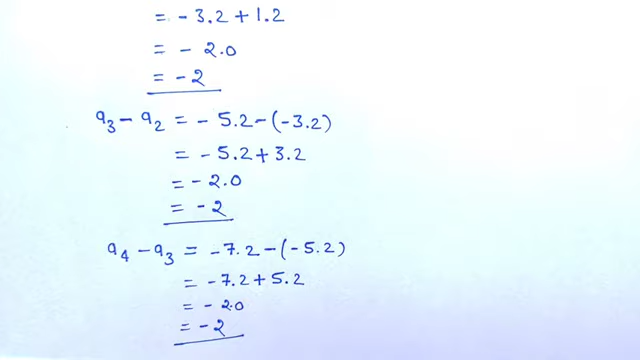 = - 3.2 + 1.2
= - 2.0
= - 2
a₃ - a₂ = - 5.2 - (-3.2)
= - 5.2 + 3.2
= - 2.0
= - 2
a₄ - a₃ = - 7.2 - (-5.2)
= - 7.2 + 5.2
= - 2.0
= - 2